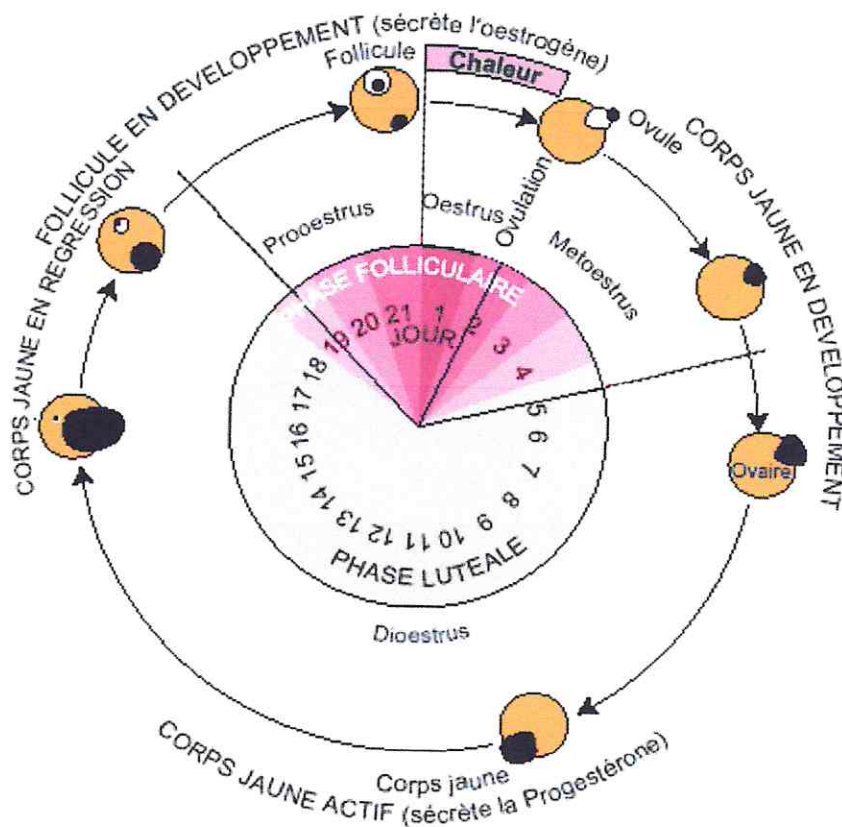 FOLLICULE EN DEVELOPPEMENT (sécrète l'oestrogène)
Follicule
Chaleur
Ovule
CORPS JAUNE EN DEVELOPPEMENT
Prooestrus
Oestrus
Ovulation
Metoestrus
PHASE FOLLICULAIRE
JOUR
1
2
3
4
5
6
7
8
9
10
11
12
13
14
15
16
17
18
19
20
21
PHASE LUTEALE
Ovaire
Dioestrus
Corps jaune
CORPS JAUNE ACTIF (sécrète la Progestérone)
CORPS JAUNE EN REGRESSION